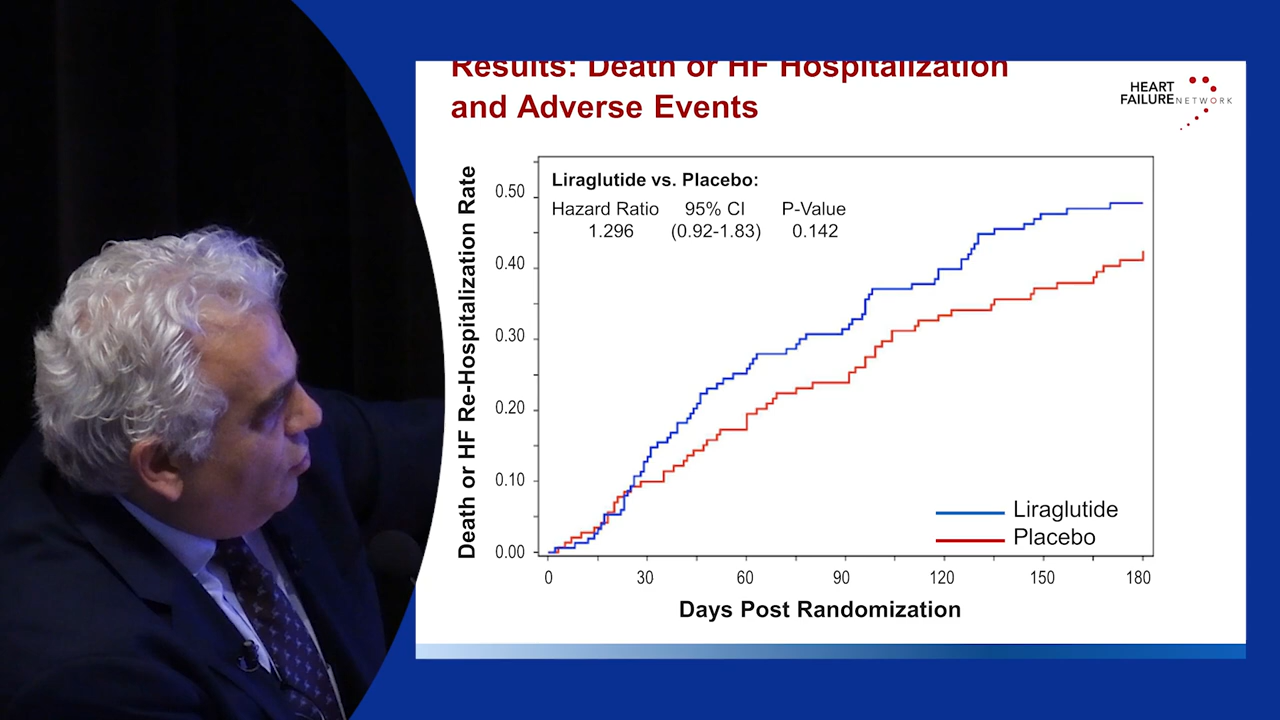 Results: Death or HF Hospitalization
and Adverse Events
HEART
FAILURE NETWORK
Death or HF Re-Hospitalization Rate
Liraglutide vs. Placebo:
Hazard Ratio 95% CI P-Value
1.296 (0.92-1.83) 0.142
0.50
0.40
0.30
0.20
0.10
0.00
Liraglutide
Placebo
0 30 60 90 120 150 180
Days Post Randomization